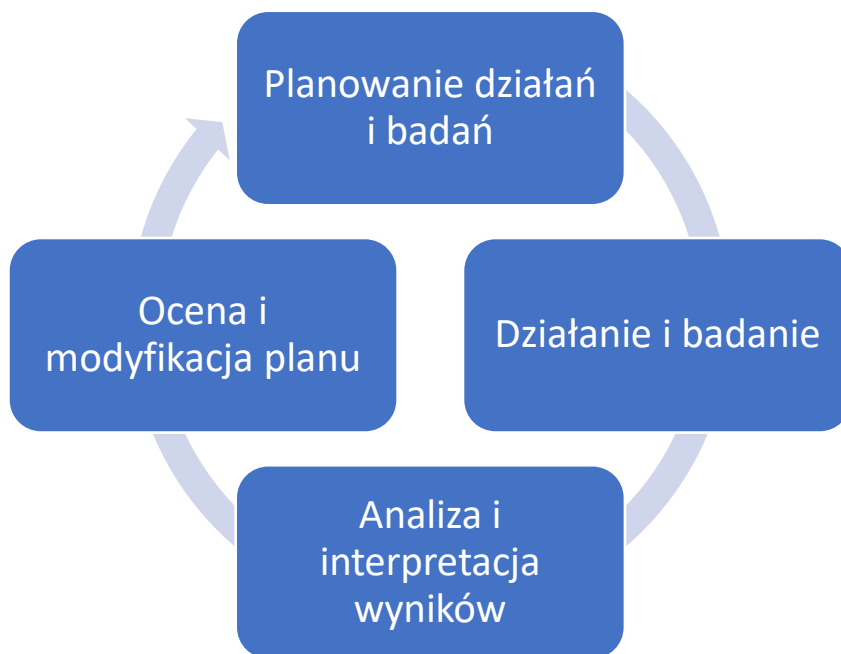 Planowanie działań
i badań
Działanie i badanie
Analiza i
interpretacja
wyników
Ocena i
modyfikacja planu